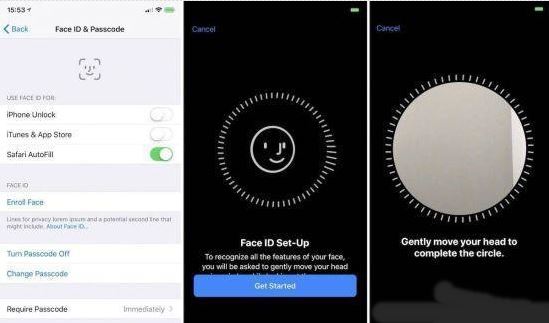 15:53
Back
Face ID & Passcode
USE FACE ID FOR:
iPhone Unlock
iTunes & App Store
Safari AutoFill
FACE ID
Enroll Face
Lines for privacy lorem ipsum and a potential second line that
might include. About Face ID...
Turn Passcode Off
Change Passcode
Require Passcode Immediately
Cancel
Face ID Set-Up
To recognize all the features of your face,
you will be asked to gently move your head
Get Started
Cancel
Gently move your head to
complete the circle.